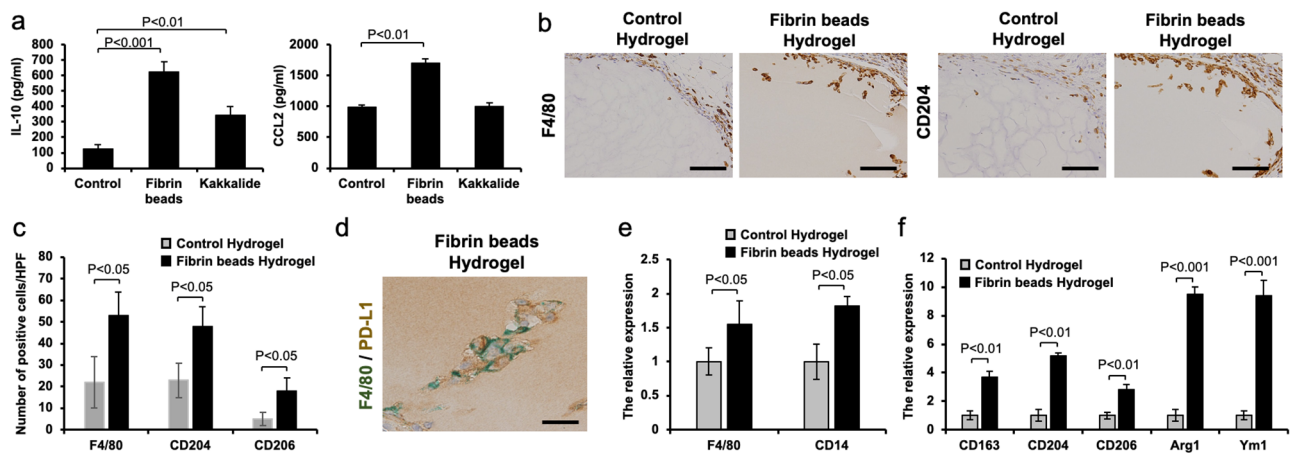 a
P<0.01
P<0.001
IL-10 (pg/ml)
800
700
600
500
400
300
200
100
0
Control
Fibrin
beads
Kakkalide
P<0.01
CCL2 (pg/ml)
2000
1500
1000
500
0
Control
Fibrin
beads
Kakkalide
b
Control
Hydrogel
Fibrin beads
Hydrogel
F4/80
Control
Hydrogel
Fibrin beads
Hydrogel
CD204
c
Control Hydrogel
Fibrin beads Hydrogel
Number of positive cells/HPF
80
70
60
50
40
30
20
10
0
P<0.05
P<0.05
P<0.05
F4/80
CD204
CD206
d
Fibrin beads
Hydrogel
F4/80 / PD-L1
e
Control Hydrogel
Fibrin beads Hydrogel
The relative expression
2.5
2
1.5
1
0.5
0
P<0.05
P<0.05
F4/80
CD14
f
Control Hydrogel
Fibrin beads Hydrogel
The relative expression
12
10
8
6
4
2
0
P<0.01
P<0.01
P<0.01
P<0.001
P<0.001
CD163
CD204
CD206
Arg1
Ym1